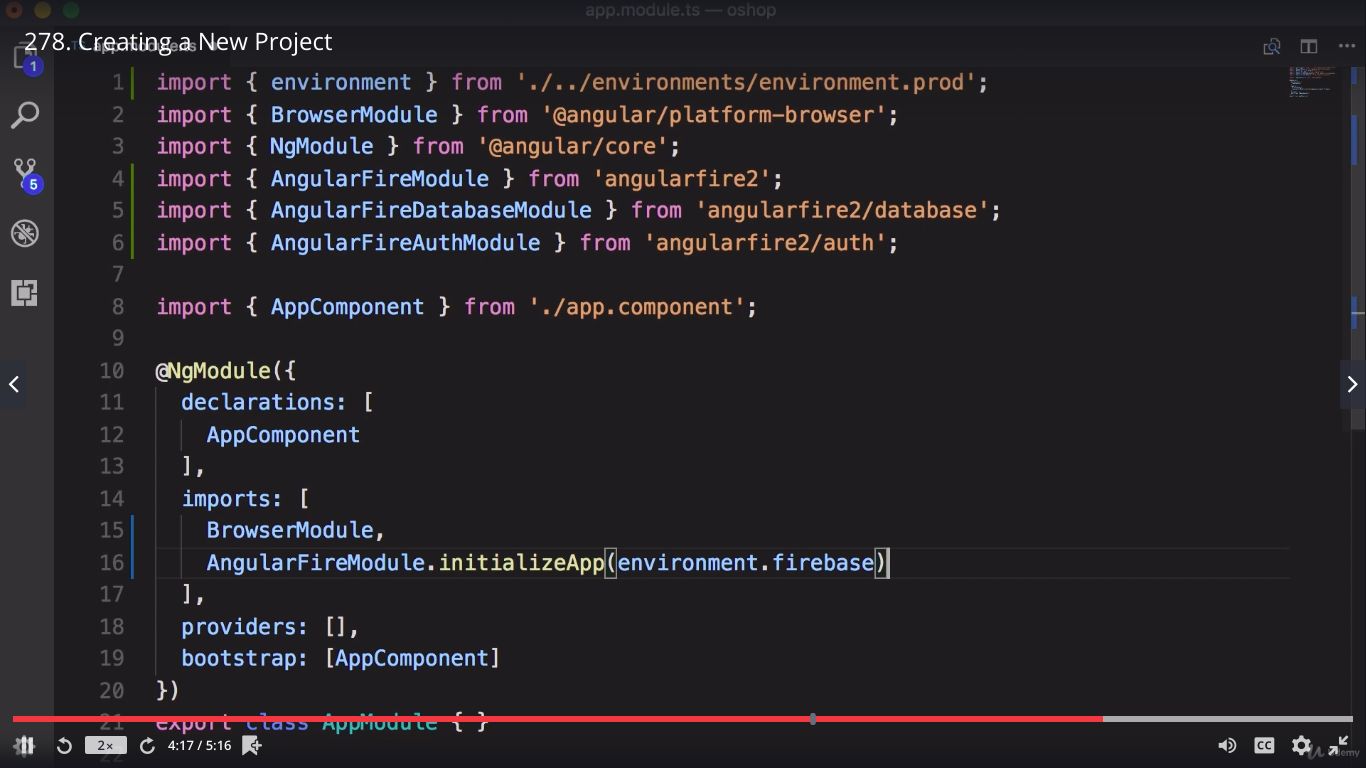 app.module.ts — oshop
278. Creating a New Project
1
5
1 import { environment } from './../environments/environment.prod';
2 import { BrowserModule } from '@angular/platform-browser';
3 import { NgModule } from '@angular/core';
4 import { AngularFireModule } from 'angularfire2';
5 import { AngularFireDatabaseModule } from 'angularfire2/database';
6 import { AngularFireAuthModule } from 'angularfire2/auth';
7
8 import { AppComponent } from './app.component';
9
10 @NgModule({
11 declarations: [
12 AppComponent
13 ],
14 imports: [
15 BrowserModule,
16 AngularFireModule.initializeApp(environment.firebase)
17 ],
18 providers: [],
19 bootstrap: [AppComponent]
20 })
21 export class AppModule { }
22
2x
4:17 / 5:16
CC
udemy